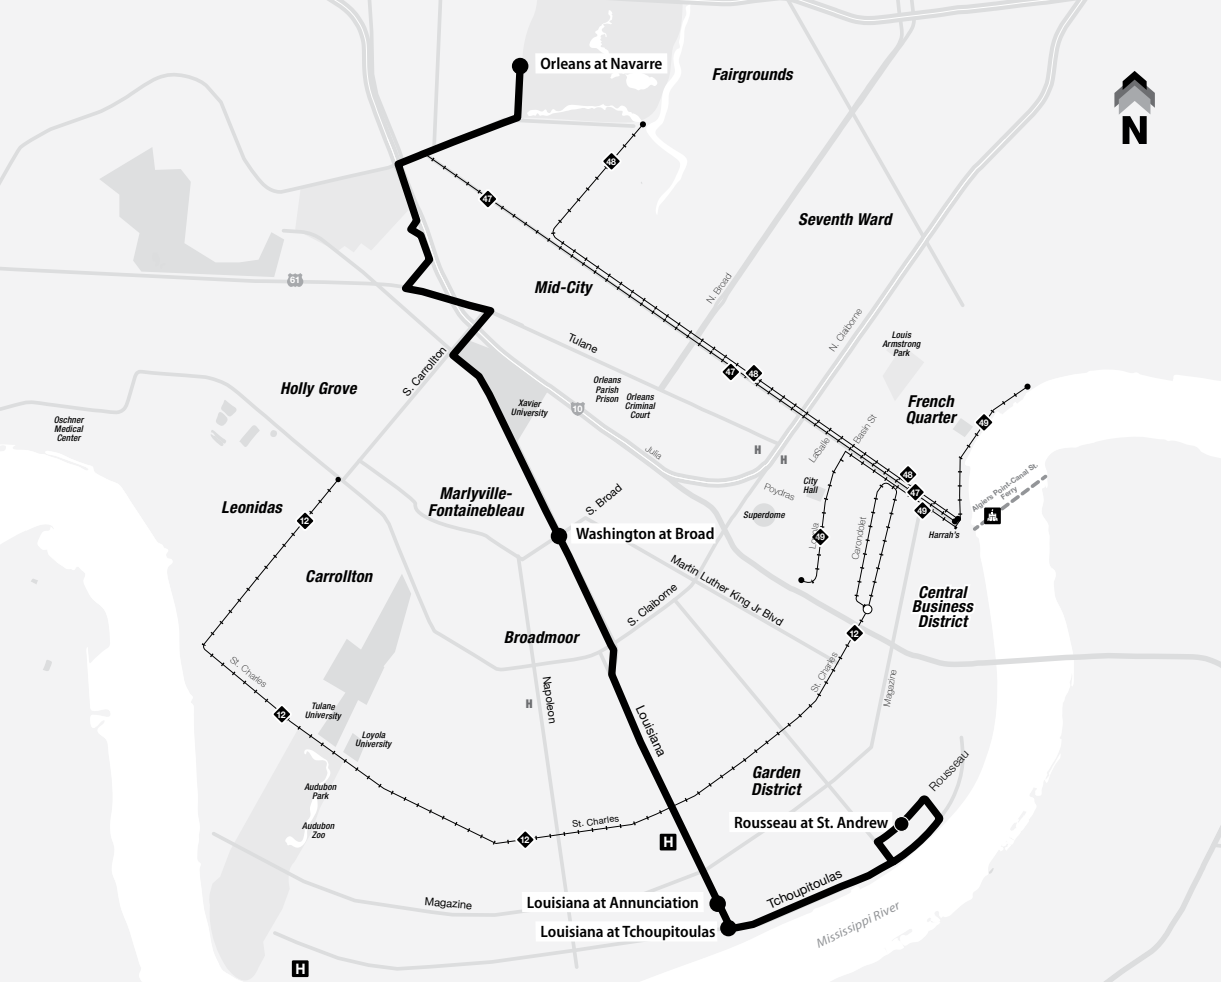 Orleans at Navarre
Fairgrounds
N
48
47
Seventh Ward
61
Mid-City
N. Broad
N. Claiborne
Tulane
Louis
Armstrong
Park
S. Carrollton
Holly Grove
47
48
Orleans
Parish
Prison
Orleans
Criminal
Court
Xavier
University
10
French
Quarter
Oschner
Medical
Center
49
Basin St
LaSalle
Julia
H
H
48
47
49
Algiers Point-Canal St.
Ferry
City
Hall
Poydras
Superdome
Harrah's
Leonidas
Marlyville-
Fontainebleau
S. Broad
12
Washington at Broad
Carondolet
49
Carrollton
Martin Luther King Jr Blvd
Central
Business
District
S. Claiborne
Broadmoor
12
St. Charles
St. Charles
Magazine
Napoleon
H
12
Tulane
University
Loyola
University
Louisiana
Garden
District
Rousseau
Audubon
Park
Audubon
Zoo
St. Charles
12
H
Rousseau at St. Andrew
Tchoupitoulas
Magazine
Louisiana at Annunciation
Louisiana at Tchoupitoulas
Mississippi River
H